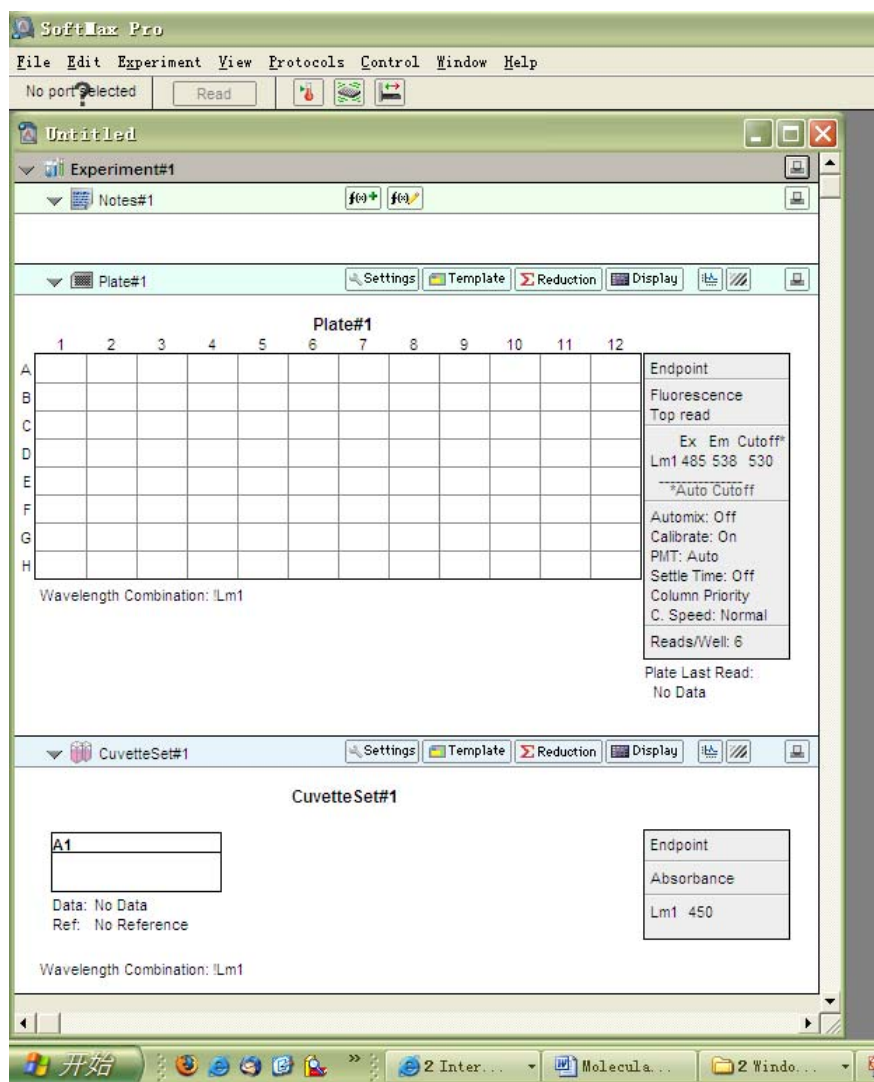 SoftMax Pro
File Edit Experiment View Protocols Control Window Help
No port selected Read
Untitled
Experiment#1
Notes#1 f(x)+ f(x)
Plate#1 Settings Template Reduction Display
Plate#1
1 2 3 4 5 6 7 8 9 10 11 12
A
B
C
D
E
F
G
H
Endpoint
Fluorescence
Top read
Ex Em Cutoff*
Lm1 485 538 530
*Auto Cutoff
Automix: Off
Calibrate: On
PMT: Auto
Settle Time: Off
Column Priority
C. Speed: Normal
Reads/Well: 6
Wavelength Combination: !Lm1
Plate Last Read:
No Data
CuvetteSet#1 Settings Template Reduction Display
CuvetteSet#1
A1
Data: No Data
Ref: No Reference
Endpoint
Absorbance
Lm1 450
Wavelength Combination: !Lm1
开始 » 2 Inter... Molecula... 2 Windo...